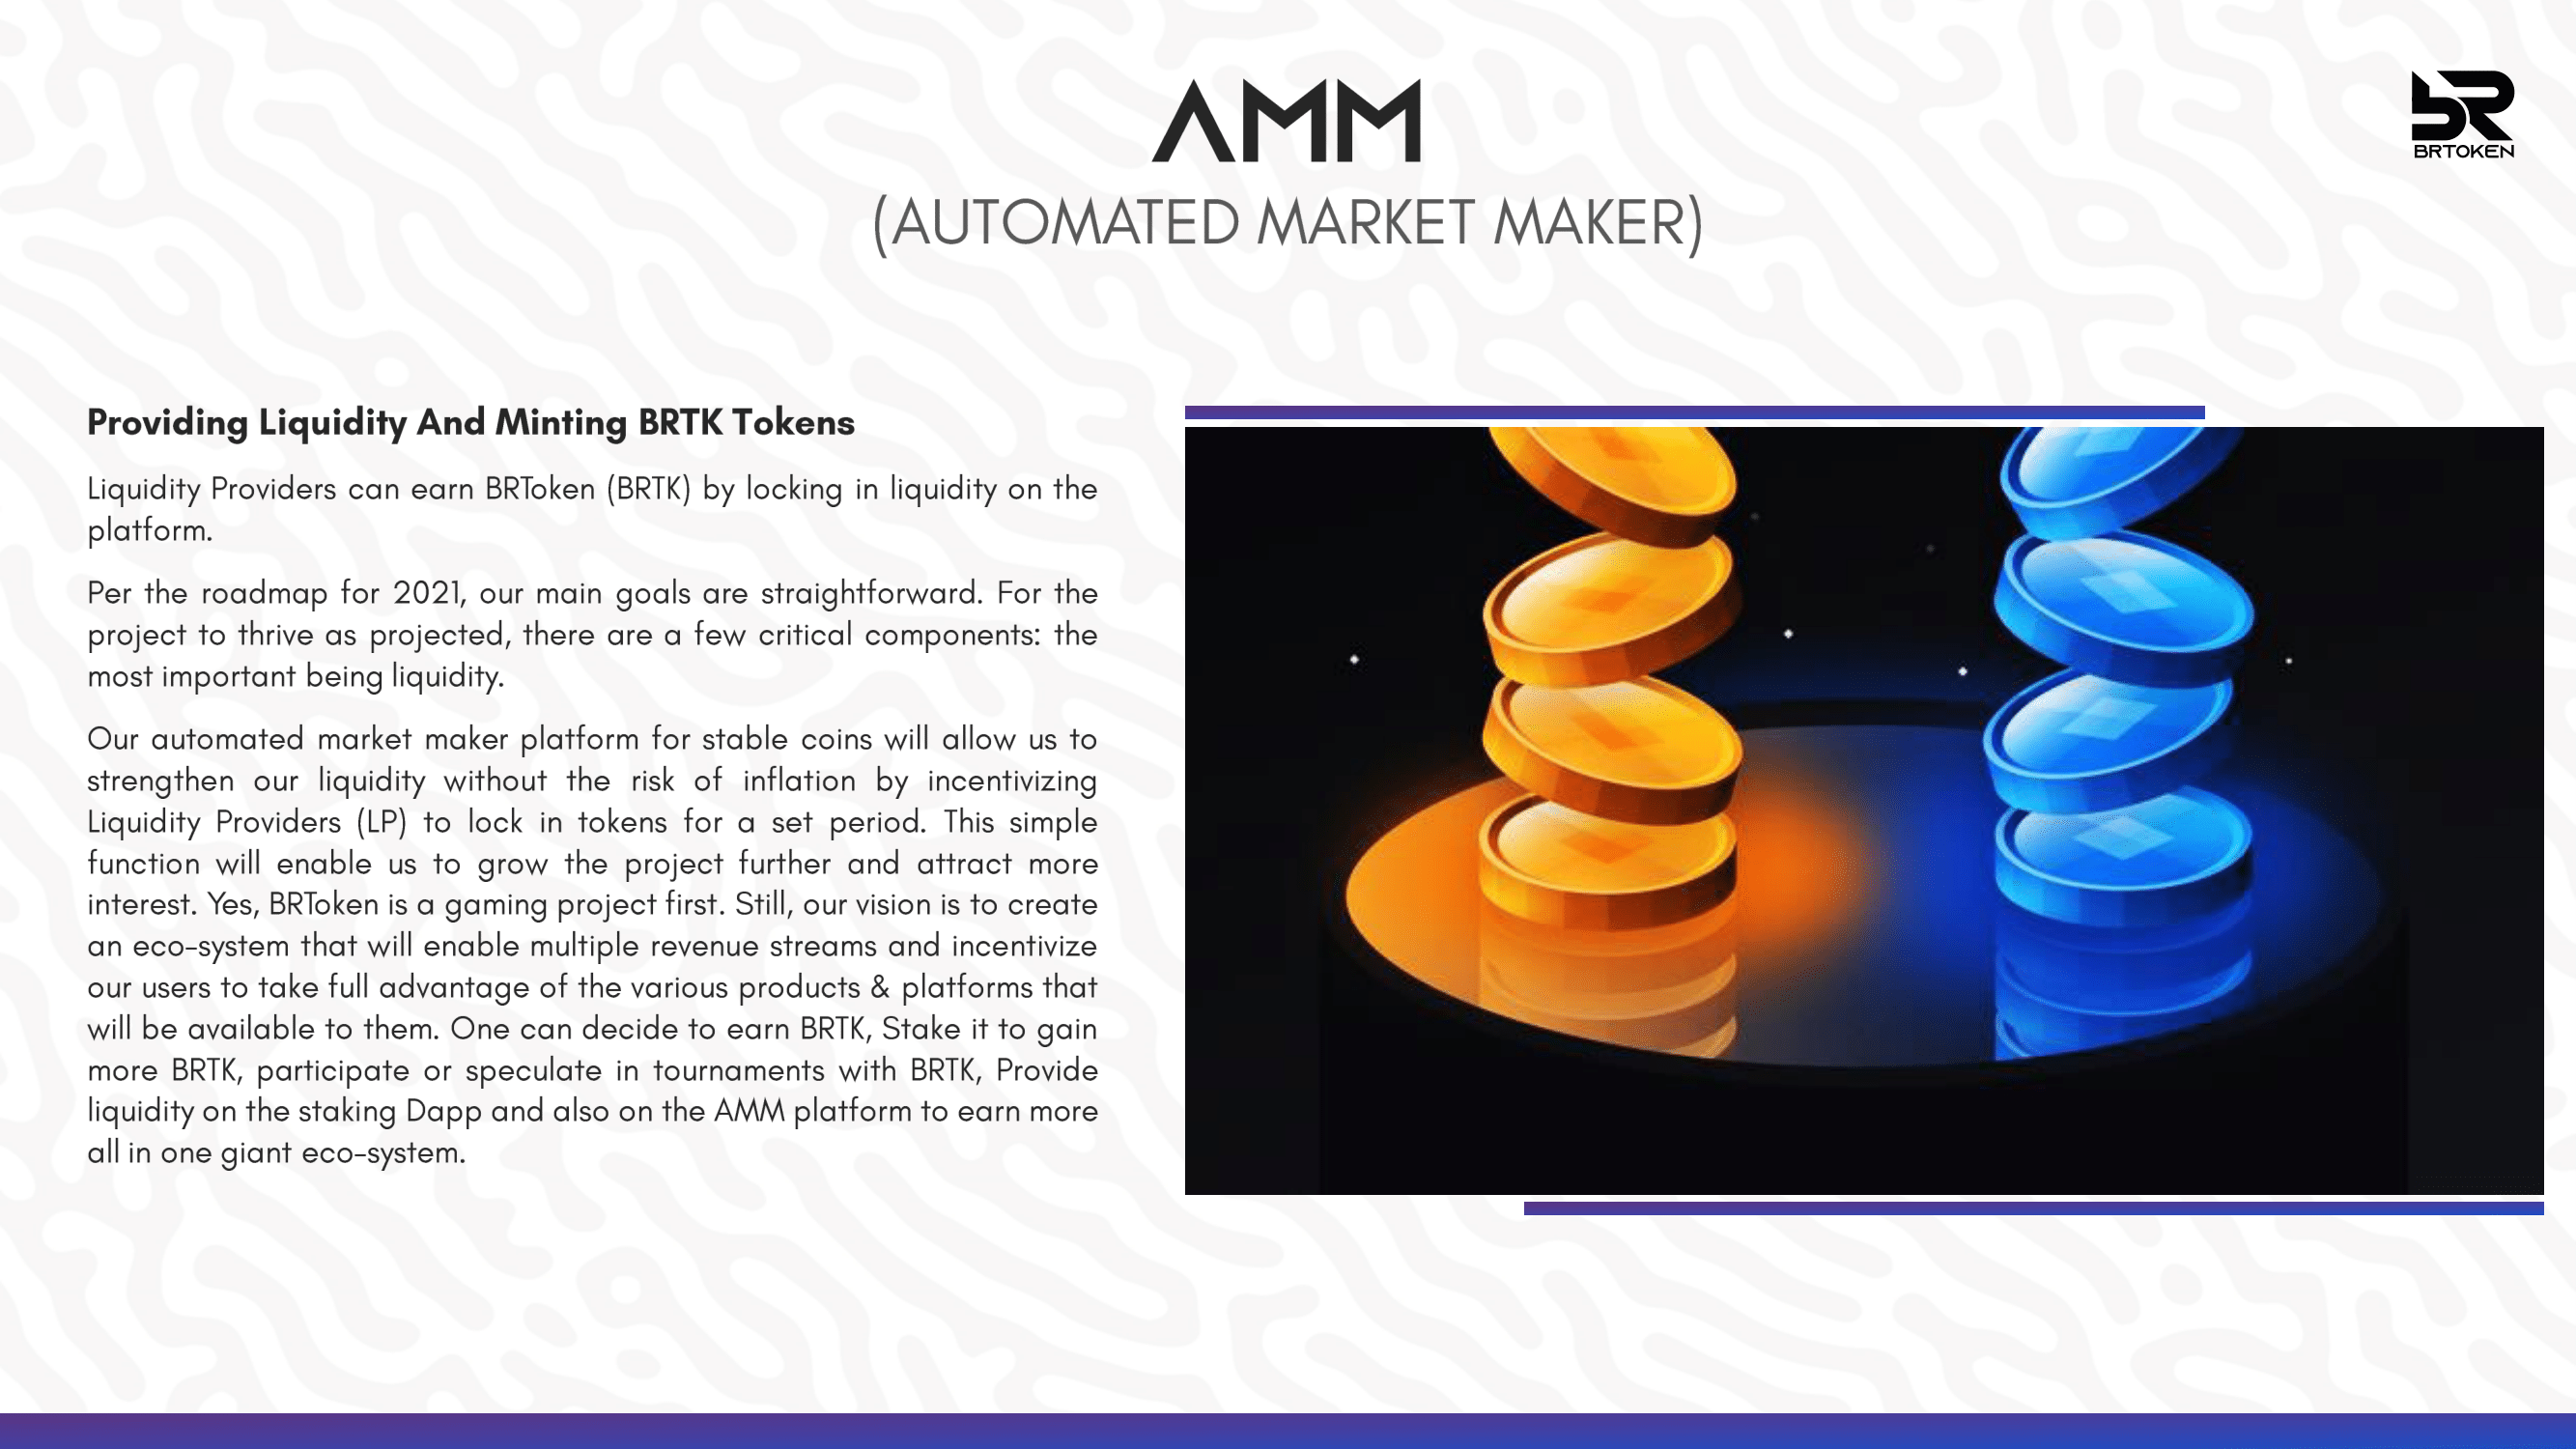 AMM
BRTOKEN
(AUTOMATED MARKET MAKER)
Providing Liquidity And Minting BRTK Tokens
Liquidity Providers can earn BRToken (BRTK) by locking in liquidity on the
platform.
Per the roadmap for 2021, our main goals are straightforward. For the
project to thrive as projected, there are a few critical components: the
most important being liquidity.
Our automated market maker platform for stable coins will allow us to
strengthen our liquidity without the risk of inflation by incentivizing
Liquidity Providers (LP) to lock in tokens for a set period. This simple
function will enable us to grow the project further and attract more
interest. Yes, BRToken is a gaming project first. Still, our vision is to create
an eco-system that will enable multiple revenue streams and incentivize
our users to take full advantage of the various products & platforms that
will be available to them. One can decide to earn BRTK, Stake it to gain
more BRTK, participate or speculate in tournaments with BRTK, Provide
liquidity on the staking Dapp and also on the AMM platform to earn more
all in one giant eco-system.